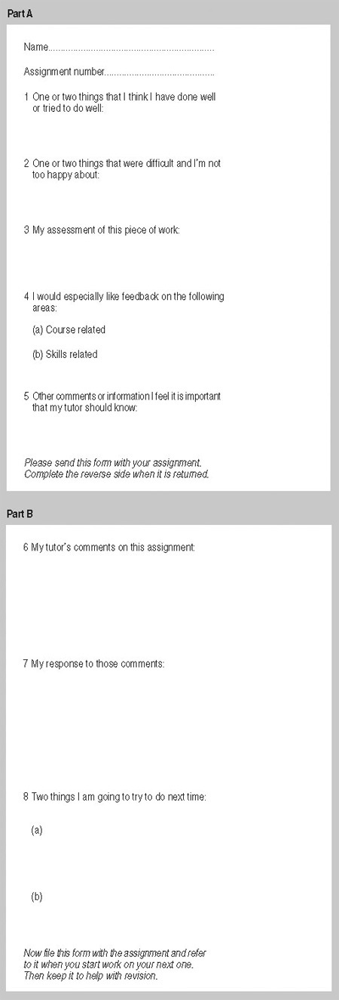 Part A
Name...................................................................
Assignment number............................................
1 One or two things that I think I have done well
or tried to do well:
2 One or two things that were difficult and I'm not
too happy about:
3 My assessment of this piece of work:
4 I would especially like feedback on the following
areas:
(a) Course related
(b) Skills related
5 Other comments or information I feel it is important
that my tutor should know:
Please send this form with your assignment.
Complete the reverse side when it is returned.
Part B
6 My tutor's comments on this assignment:
7 My response to those comments:
8 Two things I am going to try to do next time:
(a)
(b)
Now file this form with the assignment and refer
to it when you start work on your next one.
Then keep it to help with revision.